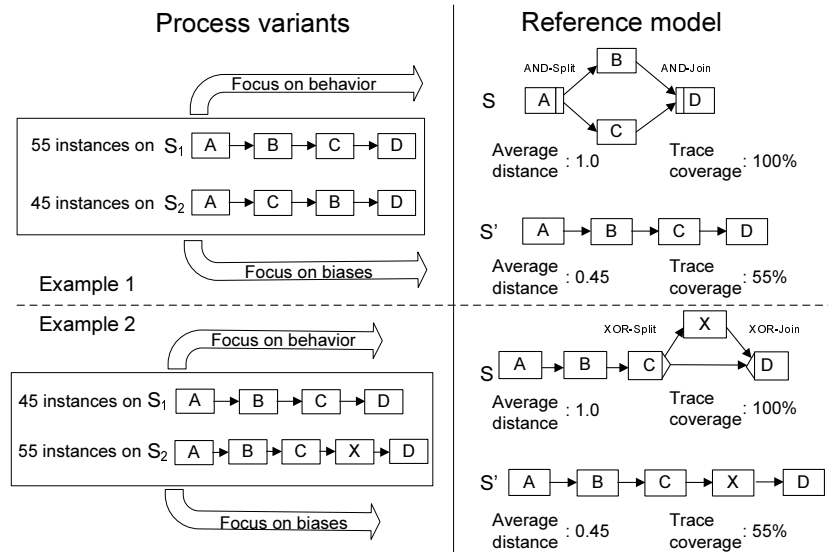 Process variants
Reference model
Focus on behavior
55 instances on S1 A B C D
45 instances on S2 A C B D
Focus on biases
Example 1
AND-Split
B
AND-Join
S
A
D
C
Average distance : 1.0
Trace coverage : 100%
S' A B C D
Average distance : 0.45
Trace coverage : 55%
Example 2
Focus on behavior
45 instances on S1 A B C D
55 instances on S2 A B C X D
Focus on biases
XOR-Split
X
XOR-Join
S A B C D
Average distance : 1.0
Trace coverage : 100%
S' A B C X D
Average distance : 0.45
Trace coverage : 55%